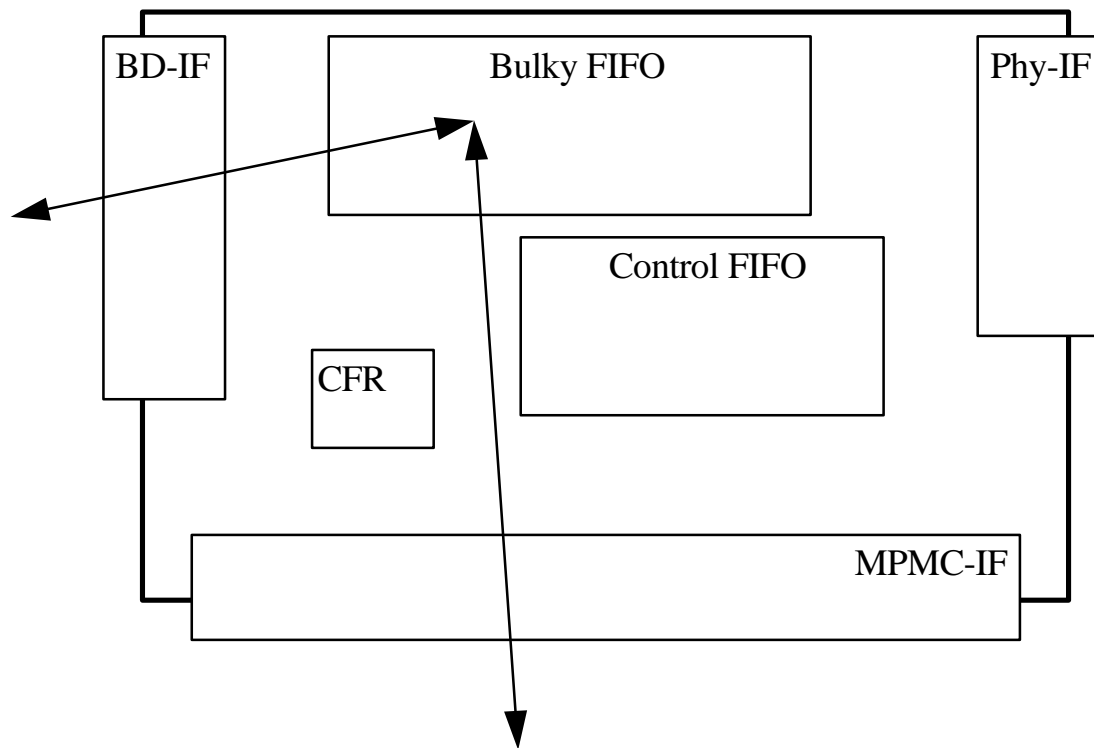 BD-IF
Bulky FIFO
Phy-IF
Control FIFO
CFR
MPMC-IF